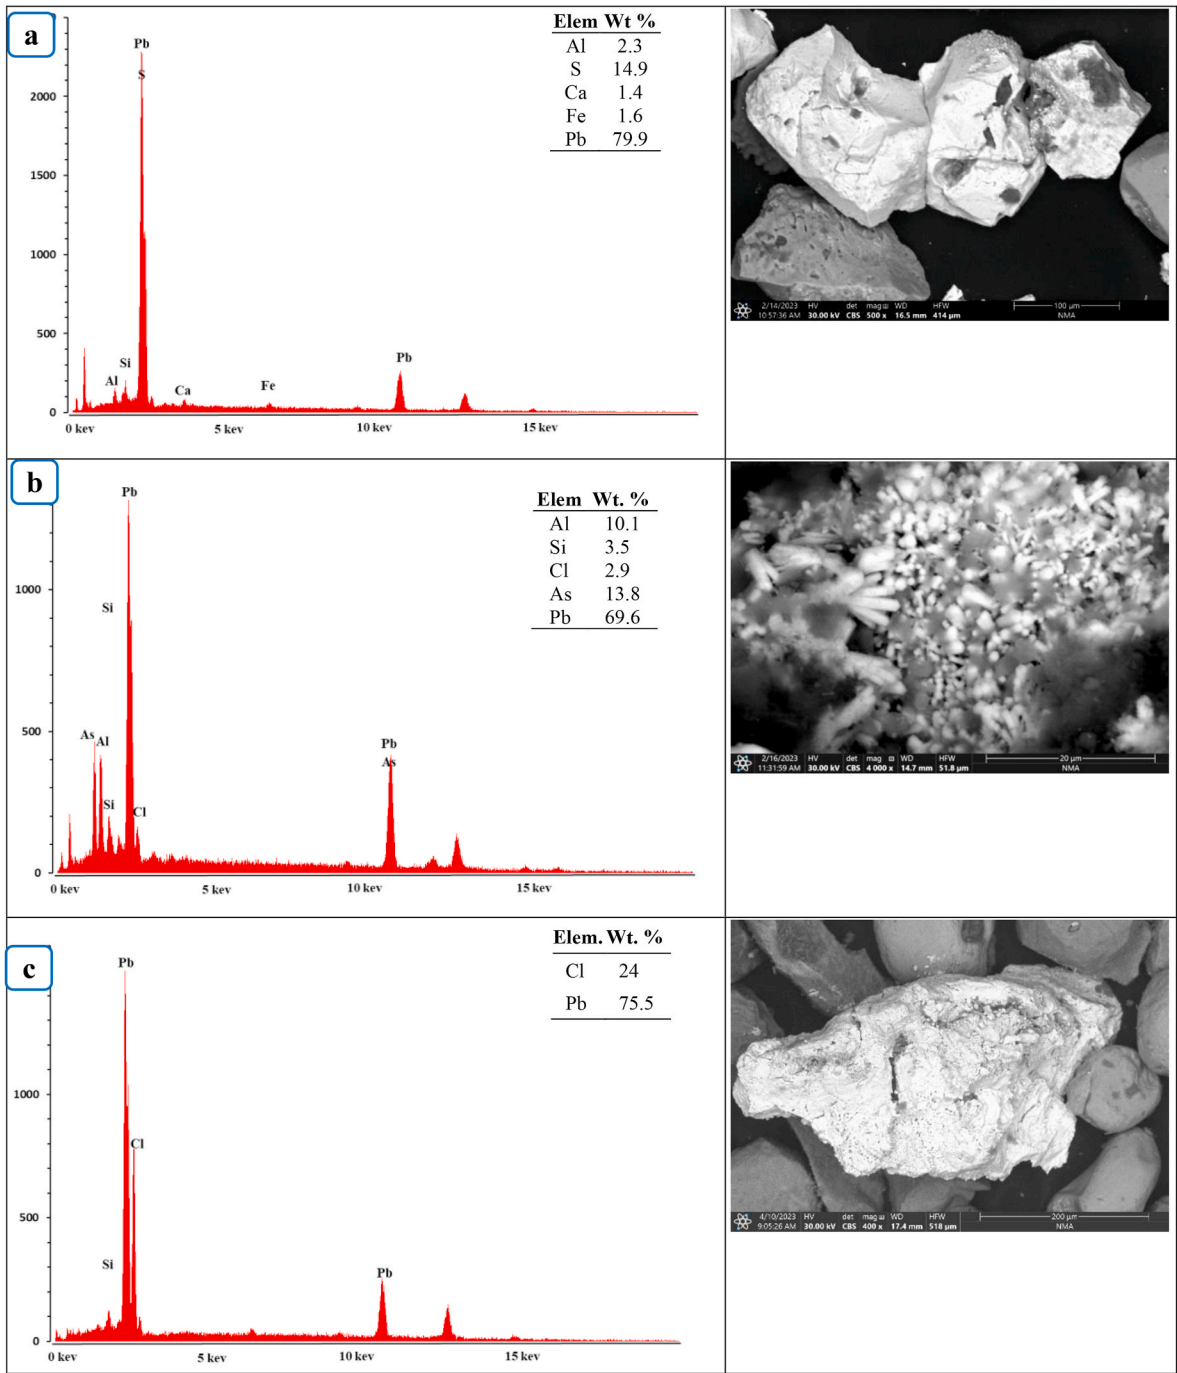 a
Elem Wt %
Al 2.3
S 14.9
Ca 1.4
Fe 1.6
Pb 79.9
Pb
S
2000
1500
1000
500
0
Al
Si
Ca
Fe
Pb
0 kev
5 kev
10 kev
15 kev
2/14/2023 HV det mag WD HFW 100 µm
10:57:36 AM 30.00 kV CBS 500 x 16.5 mm 414 µm NMA
b
Elem Wt. %
Al 10.1
Si 3.5
Cl 2.9
As 13.8
Pb 69.6
Pb
1000
Si
500
As
Al
Si
Cl
Pb
As
0
0 kev
5 kev
10 kev
15 kev
2/16/2023 HV det mag WD HFW 20 µm
11:31:59 AM 30.00 kV CBS 4 000 x 14.7 mm 51.8 µm NMA
c
Elem. Wt. %
Cl 24
Pb 75.5
Pb
1000
Cl
500
Si
Pb
0
0 kev
5 kev
10 kev
15 kev
4/10/2023 HV det mag WD HFW 200 µm
9:05:26 AM 30.00 kV CBS 400 x 17.4 mm 518 µm NMA